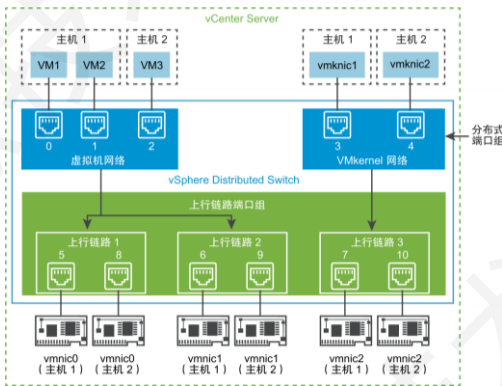 vCenter Server
主机 1
主机 2
主机 1
主机 2
VM1
VM2
VM3
vmknic1
vmknic2
0
1
2
3
4
虚拟机网络
VMkernel 网络
分布式
端口组
vSphere Distributed Switch
上行链路端口组
上行链路 1
上行链路 2
上行链路 3
5
8
6
9
7
10
vmnic0
(主机 1)
vmnic0
(主机 2)
vmnic1
(主机 1)
vmnic1
(主机 2)
vmnic2
(主机 1)
vmnic2
(主机 2)